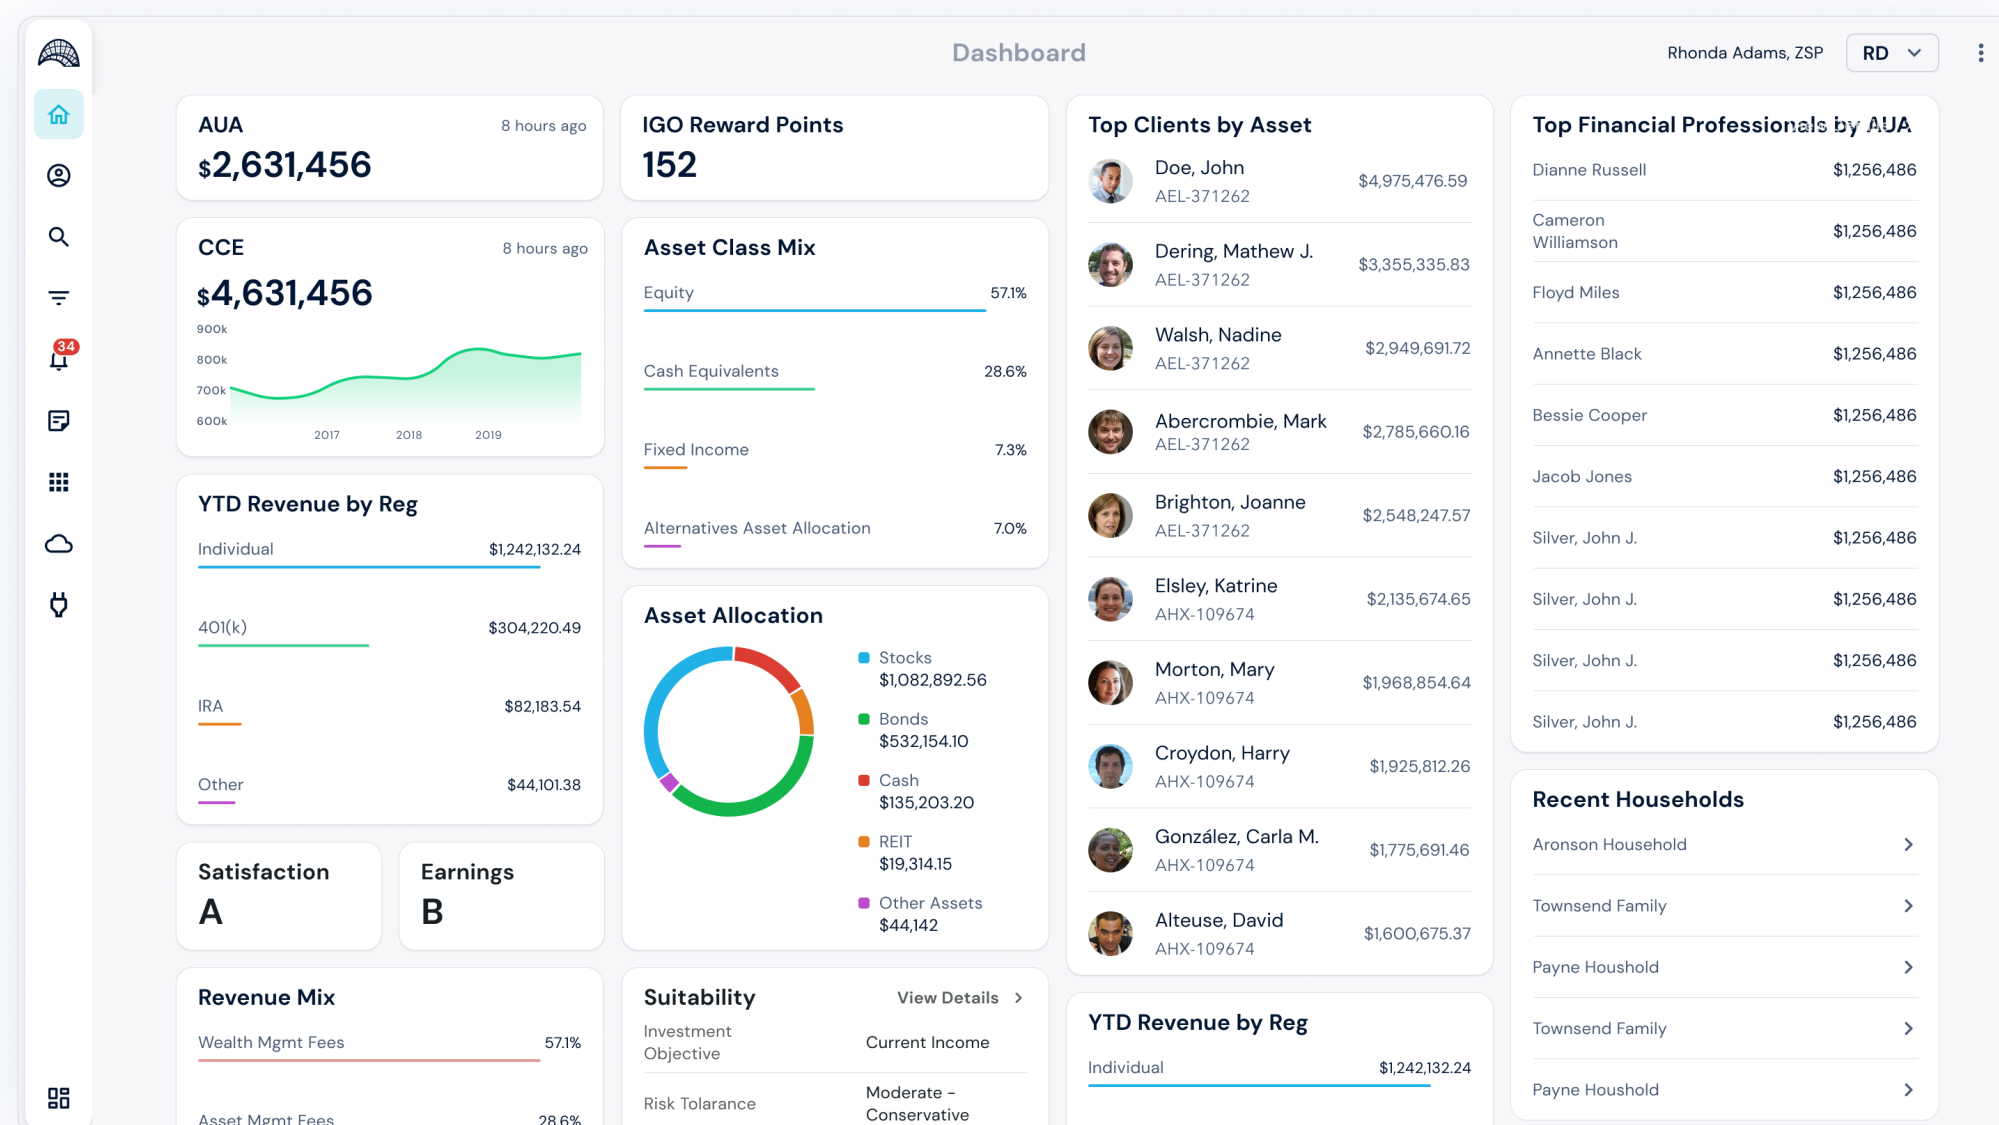 Dashboard
Rhonda Adams, ZSP
RD
34
AUA
8 hours ago
$2,631,456
CCE
8 hours ago
$4,631,456
900k
800k
700k
600k
2017
2018
2019
YTD Revenue by Reg
Individual
$1,242,132.24
401(k)
$304,220.49
IRA
$82,183.54
Other
$44,101.38
Satisfaction
A
Earnings
B
Revenue Mix
Wealth Mgmt Fees
57.1%
Asset Mgmt Fees
28.6%
IGO Reward Points
152
Asset Class Mix
Equity
57.1%
Cash Equivalents
28.6%
Fixed Income
7.3%
Alternatives Asset Allocation
7.0%
Asset Allocation
Stocks
$1,082,892.56
Bonds
$532,154.10
Cash
$135,203.20
REIT
$19,314.15
Other Assets
$44,142
Suitability
View Details
Investment
Objective
Current Income
Risk Tolarance
Moderate -
Conservative
Top Clients by Asset
Doe, John
AEL-371262
$4,975,476.59
Dering, Mathew J.
AEL-371262
$3,355,335.83
Walsh, Nadine
AEL-371262
$2,949,691.72
Abercrombie, Mark
AEL-371262
$2,785,660.16
Brighton, Joanne
AEL-371262
$2,548,247.57
Elsley, Katrine
AHX-109674
$2,135,674.65
Morton, Mary
AHX-109674
$1,968,854.64
Croydon, Harry
AHX-109674
$1,925,812.26
González, Carla M.
AHX-109674
$1,775,691.46
Alteuse, David
AHX-109674
$1,600,675.37
YTD Revenue by Reg
Individual
$1,242,132.24
Top Financial Professionals by AUA
Dianne Russell
$1,256,486
Cameron
Williamson
$1,256,486
Floyd Miles
$1,256,486
Annette Black
$1,256,486
Bessie Cooper
$1,256,486
Jacob Jones
$1,256,486
Silver, John J.
$1,256,486
Silver, John J.
$1,256,486
Silver, John J.
$1,256,486
Silver, John J.
$1,256,486
Recent Households
Aronson Household
Townsend Family
Payne Houshold
Townsend Family
Payne Houshold